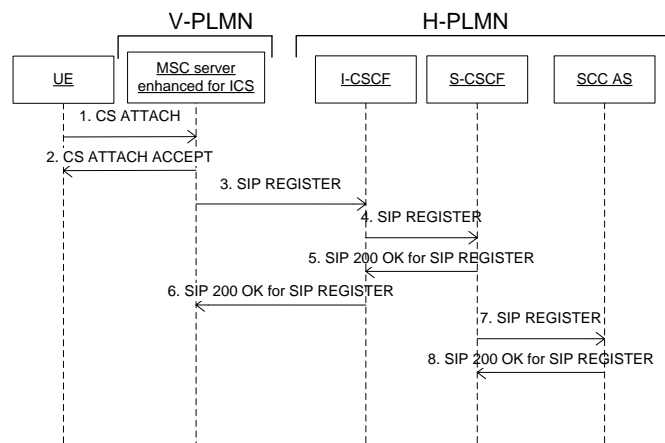 V-PLMN
H-PLMN
UE
MSC server
enhanced for ICS
I-CSCF
S-CSCF
SCC AS
1. CS ATTACH
2. CS ATTACH ACCEPT
3. SIP REGISTER
4. SIP REGISTER
5. SIP 200 OK for SIP REGISTER
6. SIP 200 OK for SIP REGISTER
7. SIP REGISTER
8. SIP 200 OK for SIP REGISTER